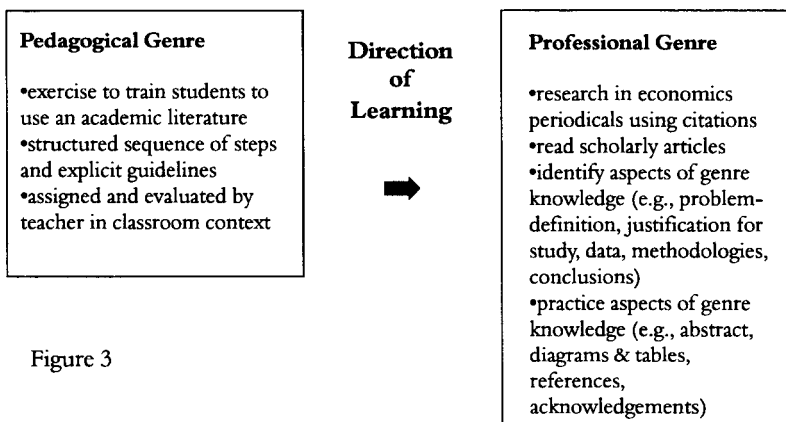 Pedagogical Genre
•exercise to train students to
use an academic literature
•structured sequence of steps
and explicit guidelines
•assigned and evaluated by
teacher in classroom context
Direction
of
Learning
Professional Genre
•research in economics
periodicals using citations
•read scholarly articles
•identify aspects of genre
knowledge (e.g., problem-
definition, justification for
study, data, methodologies,
conclusions)
•practice aspects of genre
knowledge (e.g., abstract,
diagrams & tables,
references,
acknowledgements)
Figure 3